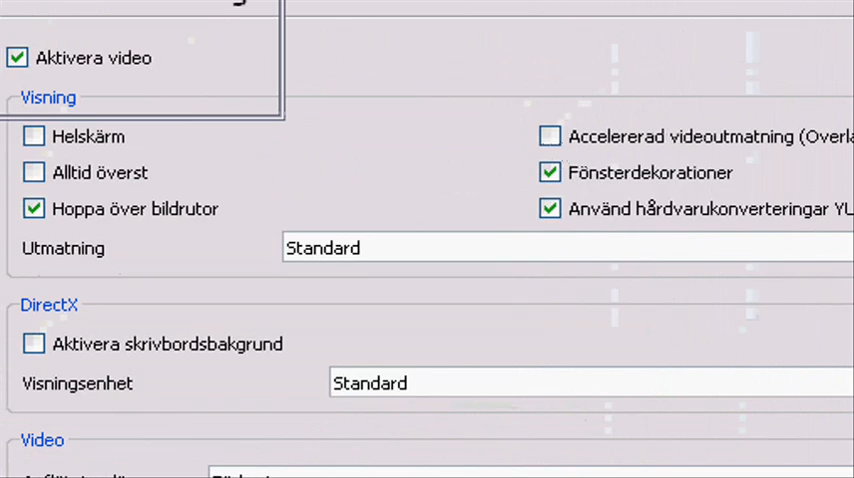 Aktivera video
Visning
Helskärm
Accelererad videoutmatning (Overla
Alltid överst
Fönsterdekorationer
Hoppa över bildrutor
Använd hårdvarukonverteringar YU
Utmatning
Standard
DirectX
Aktivera skrivbordsbakgrund
Visningsenhet
Standard
Video